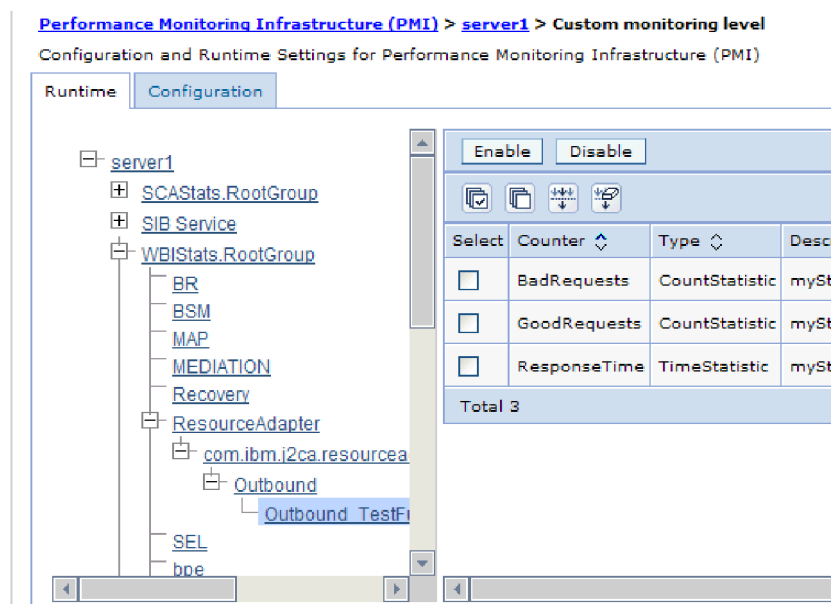 Performance Monitoring Infrastructure (PMI) > server1 > Custom monitoring level
Configuration and Runtime Settings for Performance Monitoring Infrastructure (PMI)
Runtime Configuration
server1
SCAStats.RootGroup
SIB Service
WBIStats.RootGroup
BR
BSM
MAP
MEDIATION
Recovery
ResourceAdapter
com.ibm.j2ca.resourcea
Outbound
Outbound_TestFu
SEL
bpe
Enable Disable
Select Counter Type Desc
BadRequests CountStatistic mySt
GoodRequests CountStatistic mySt
ResponseTime TimeStatistic mySt
Total 3